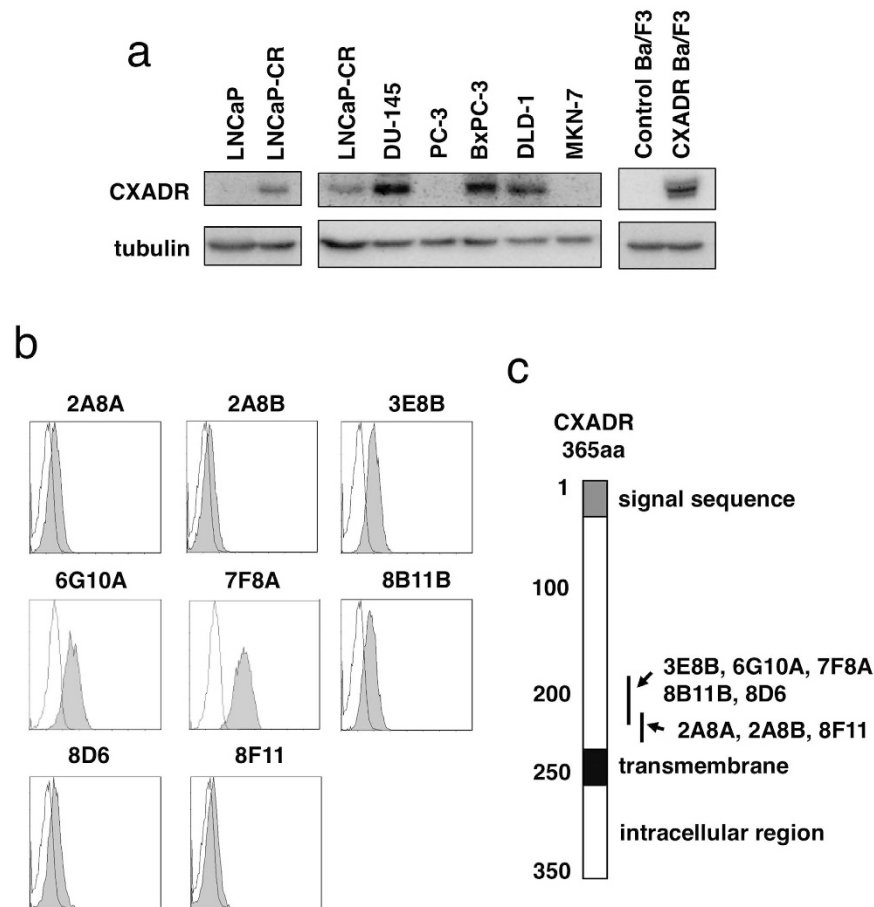 a
LNCaP
LNCaP-CR
LNCaP-CR
DU-145
PC-3
BxPC-3
DLD-1
MKN-7
Control Ba/F3
CXADR Ba/F3
CXADR
tubulin
b
2A8A
2A8B
3E8B
6G10A
7F8A
8B11B
8D6
8F11
c
CXADR
365aa
1
signal sequence
100
3E8B, 6G10A, 7F8A
200
8B11B, 8D6
2A8A, 2A8B, 8F11
250
transmembrane
intracellular region
350